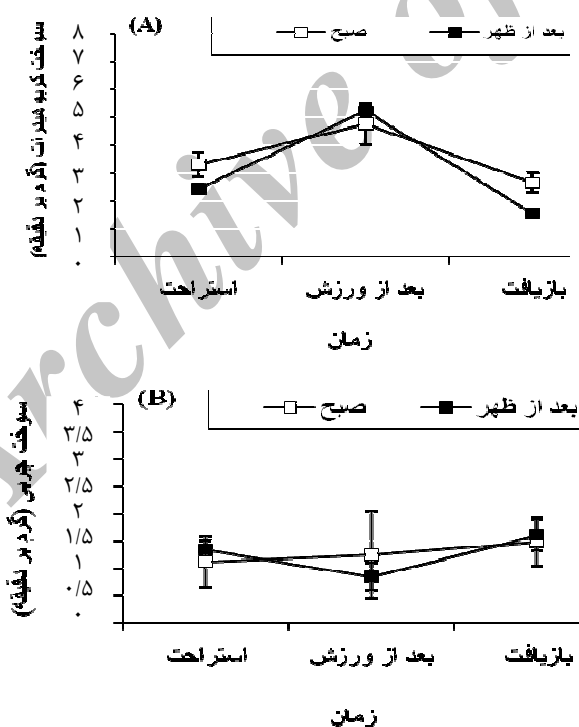 (A)
صبح
بعد از ظهر
سوخت کربوهیدرات (گرم بر دقیقه)
۸
۷
۶
۵
۴
۳
۲
۱
۰
استراحت
بعد از ورزش
بازیافت
زمان
(B)
صبح
بعد از ظهر
سوخت چربی (گرم بر دقیقه)
۴
۳/۵
۳
۲/۵
۲
۱/۵
۱
۰/۵
۰
استراحت
بعد از ورزش
بازیافت
زمان
Archive of